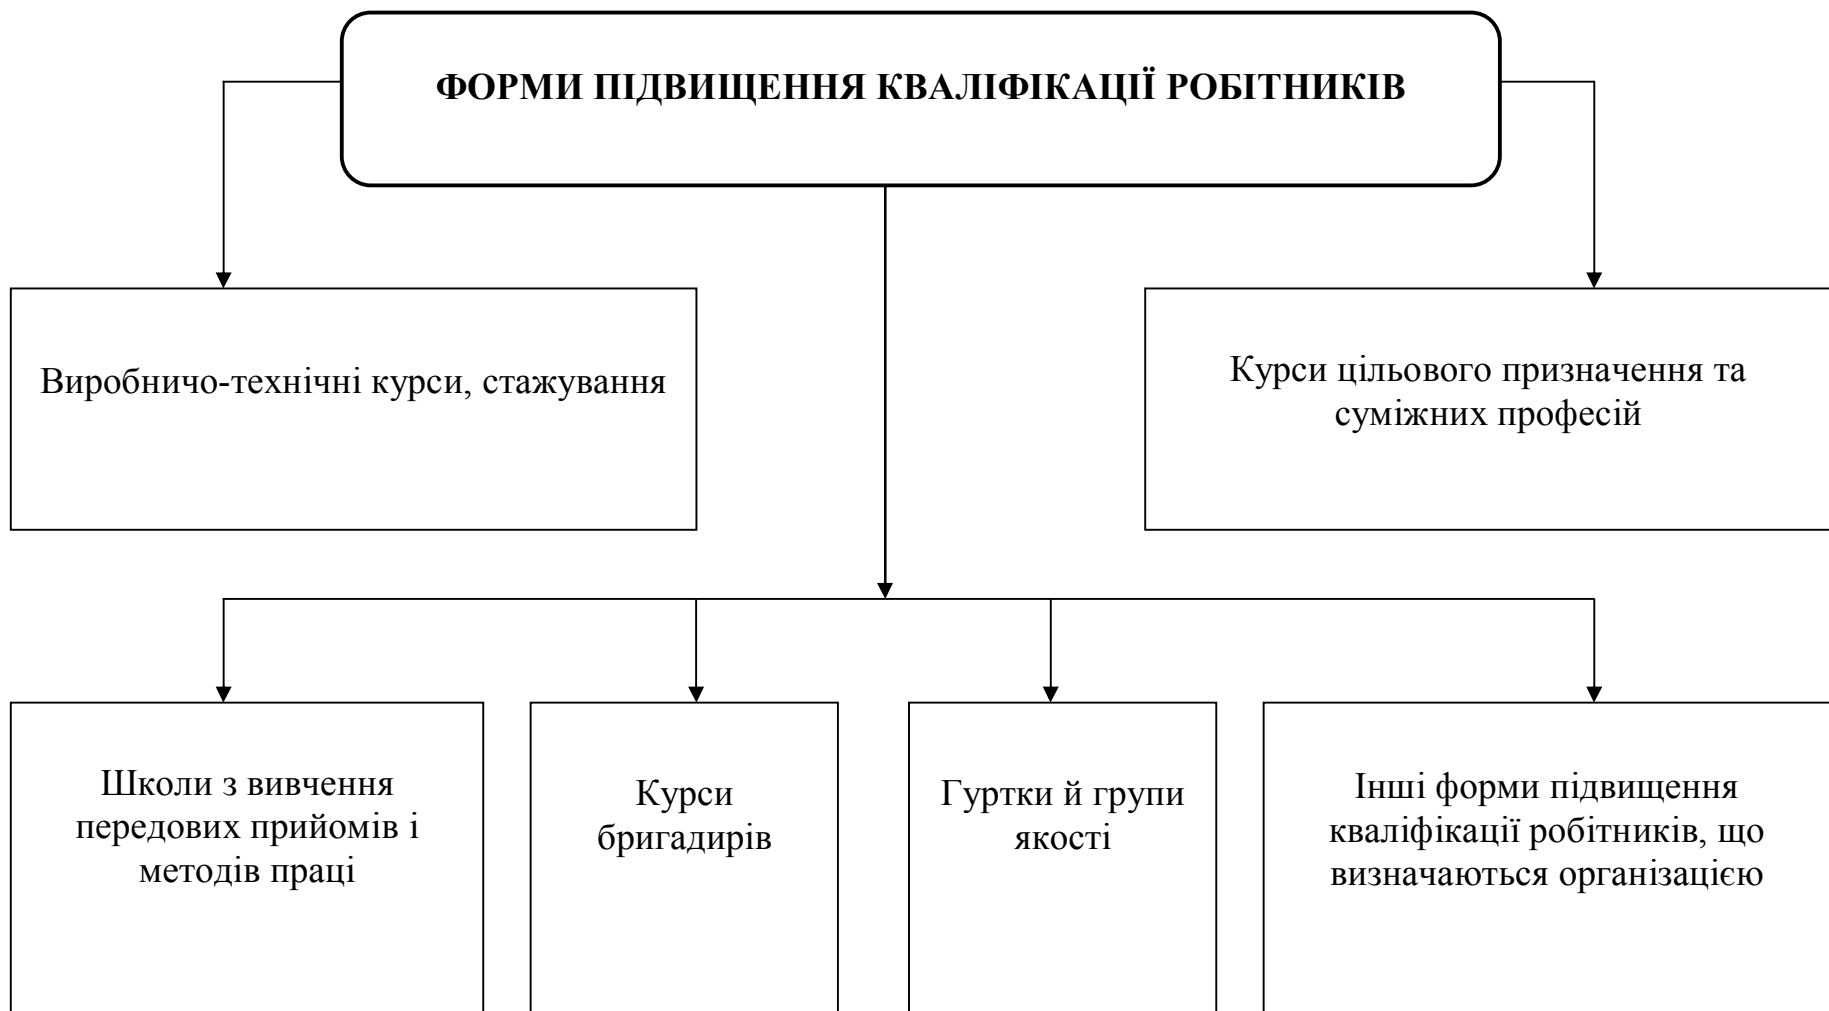 ФОРМИ ПІДВИЩЕННЯ КВАЛІФІКАЦІЇ РОБІТНИКІВ
Виробничо-технічні курси, стажування
Курси цільового призначення та
суміжних професій
Школи з вивчення
передових прийомів і
методів праці
Курси
бригадирів
Гуртки й групи
якості
Інші форми підвищення
кваліфікації робітників, що
визначаються організацією